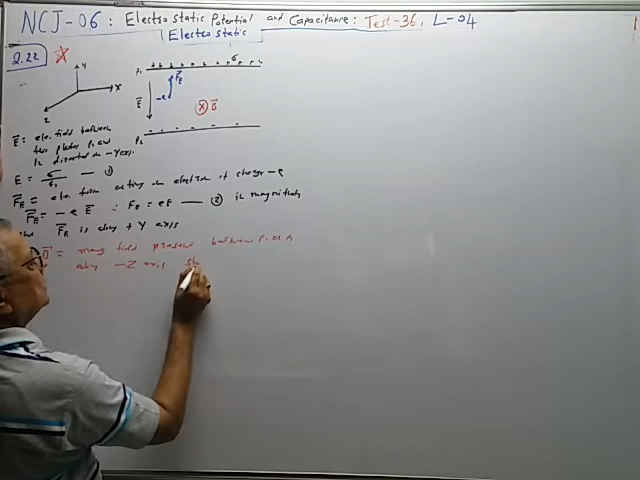 NCJ-06: Electrostatic Potential and Capacitance: Test-36, L-04
Electrostatic
2.22
Y
X
Z
P1
σ
E
FE
-e
B
P2
E = ele. field between
two plates P1 and
P2 directed in -Y axis.
E = σ/ε0 — ①
FE = ele. force acting on electron of charge -e
FE = -e E ∴ FE = eE — ② in magnitude
FE is along + Y axis
B = mag. field present between P1 & P2
along -Z axis